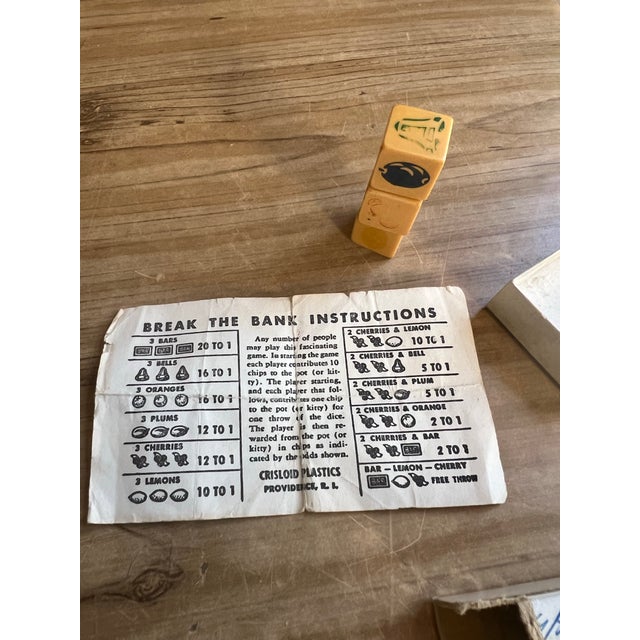 BREAK THE BANK INSTRUCTIONS
3 BARS
20 TO 1
3 BELLS
16 TO 1
3 ORANGES
16 TO 1
3 PLUMS
12 TO 1
3 CHERRIES
12 TO 1
3 LEMONS
10 TO 1
Any number of people
may play this fascinating
game. In starting the game
each player contributes 10
chips to the pot (or kit-
ty). The player starting,
and each player that fol-
lows, contributes one chip
to the pot (or kitty) for
one throw of the dice.
The player is then re-
warded from the pot (or
kitty) in chips as in-
dicated by the odds shown.
CRISLOID PLASTICS
PROVIDENCE, R. I.
2 CHERRIES & LEMON
10 TO 1
2 CHERRIES & BELL
5 TO 1
2 CHERRIES & PLUM
5 TO 1
2 CHERRIES & ORANGE
2 TO 1
2 CHERRIES & BAR
2 TO 1
BAR - LEMON - CHERRY
FREE THROW